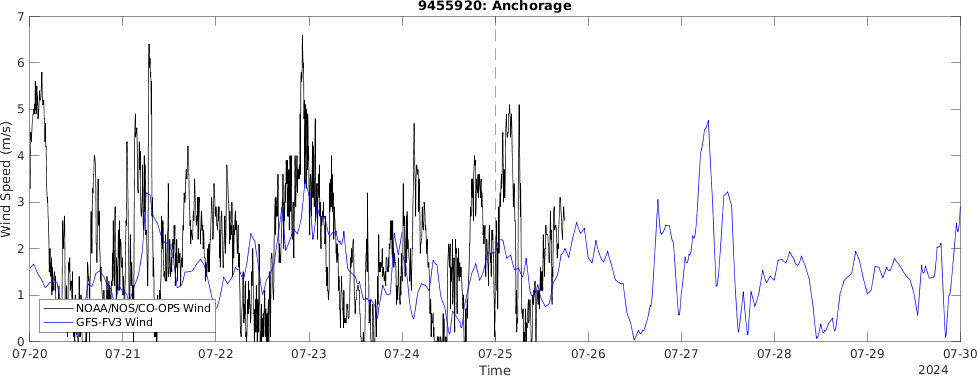 9455920: Anchorage
7
6
5
4
3
2
1
0
Wind Speed (m/s)
NOAA/NOS/CO-OPS Wind
GFS-FV3 Wind
07-20 07-21 07-22 07-23 07-24 07-25 07-26 07-27 07-28 07-29 07-30
Time
2024